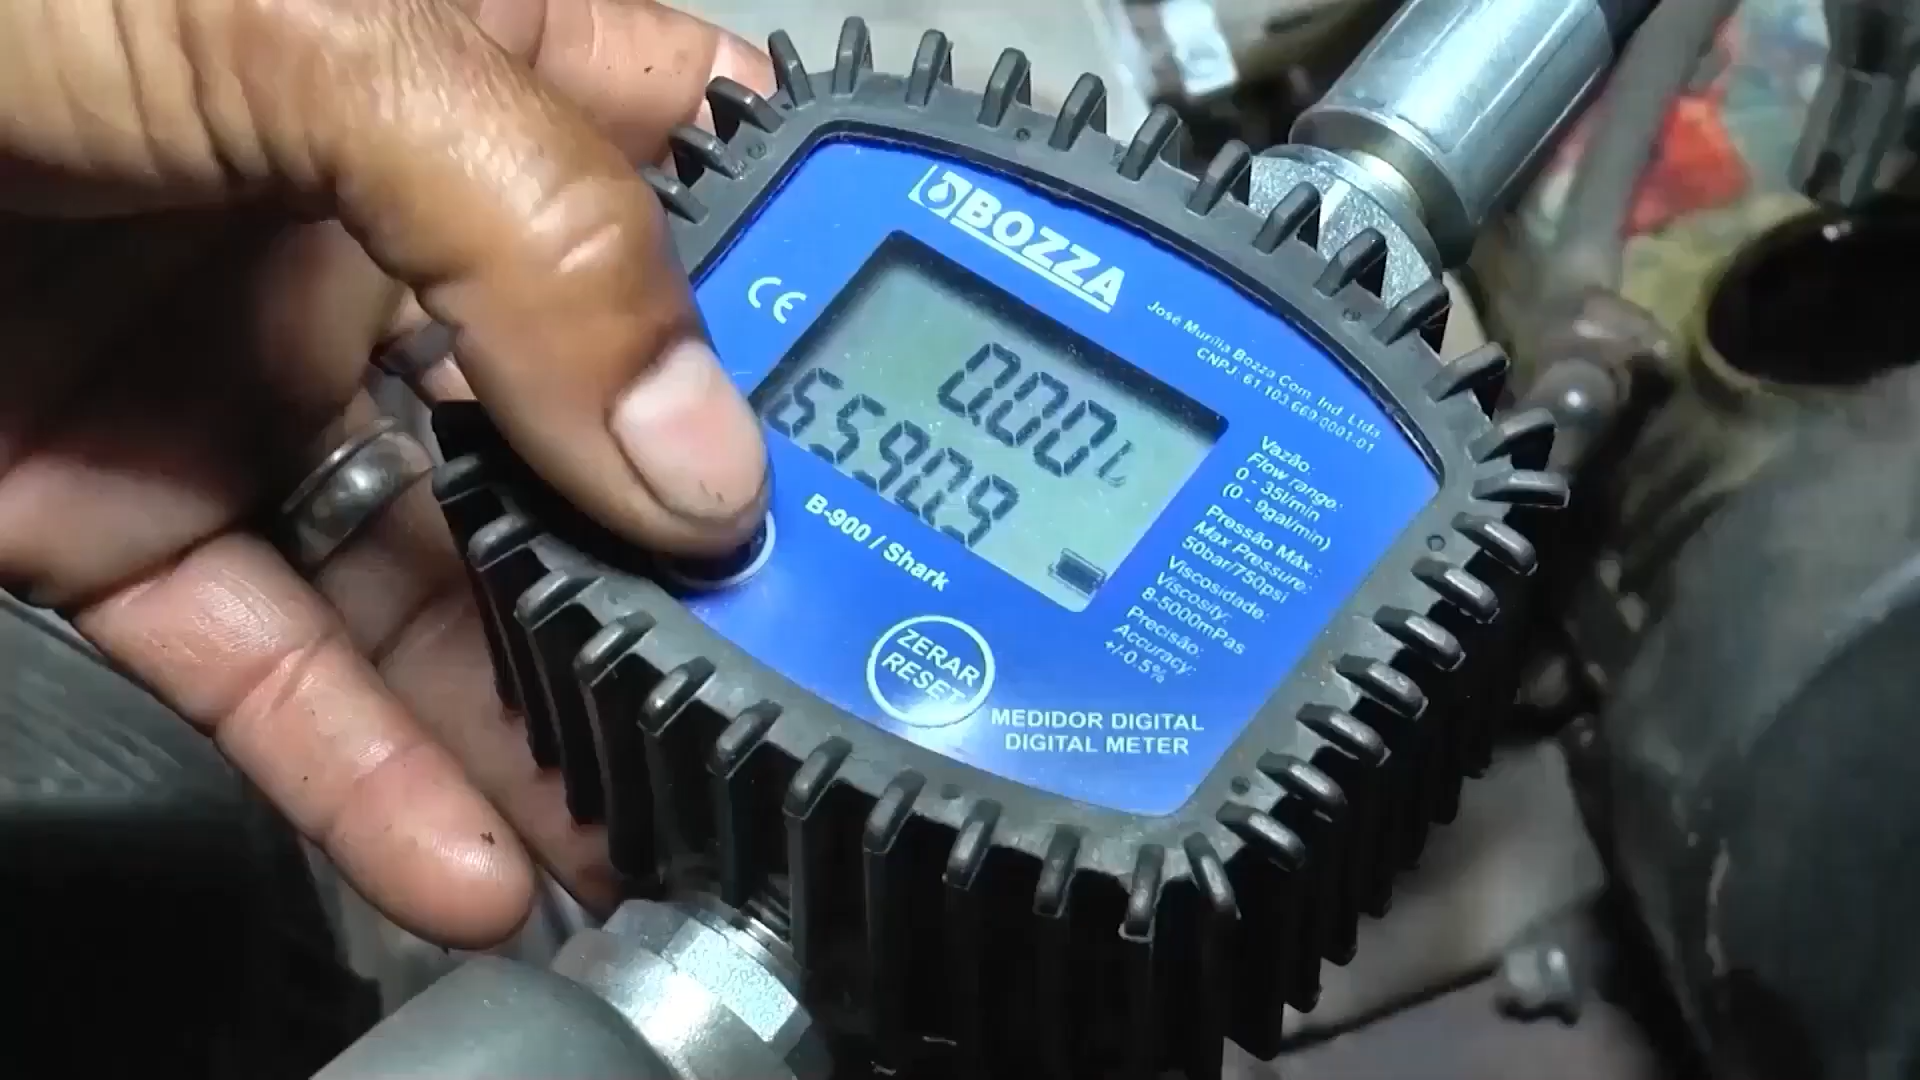 BOZZA
CE
José Murilia Bozza Com. Ind. Ltda.
CNPJ: 61.103.669/0001-01
0.00L
6590.9
Vazão:
Flow range:
0 - 35l/min
(0 - 9gal/min)
Pressão Máx.:
Max Pressure:
50bar/750psi
Viscosidade:
Viscosity:
8-5000mPas
Precisão:
Accuracy:
+/-0.5%
B-900 / Shark
ZERAR
RESET
MEDIDOR DIGITAL
DIGITAL METER